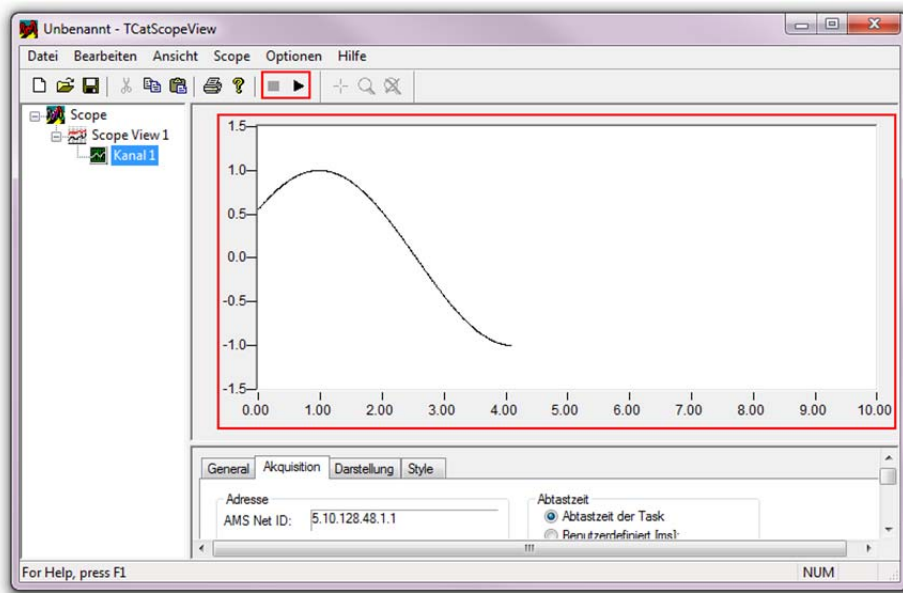 Unbenannt - TCatScopeView
Datei Bearbeiten Ansicht Scope Optionen Hilfe
Scope
Scope View 1
Kanal 1
1.5
1.0
0.5
0.0
-0.5
-1.0
-1.5
0.00 1.00 2.00 3.00 4.00 5.00 6.00 7.00 8.00 9.00 10.00
General Akquisition Darstellung Style
Adresse
AMS Net ID: 5.10.128.48.1.1
Abtastzeit
Abtastzeit der Task
Benutzerdefiniert [ms]:
For Help, press F1 NUM